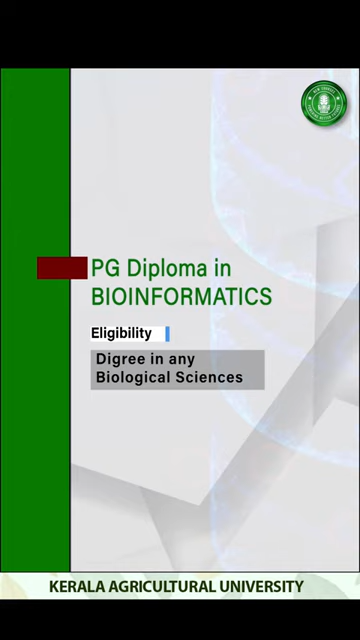 PG Diploma in
BIOINFORMATICS
Eligibility
Digree in any
Biological Sciences
KERALA AGRICULTURAL UNIVERSITY